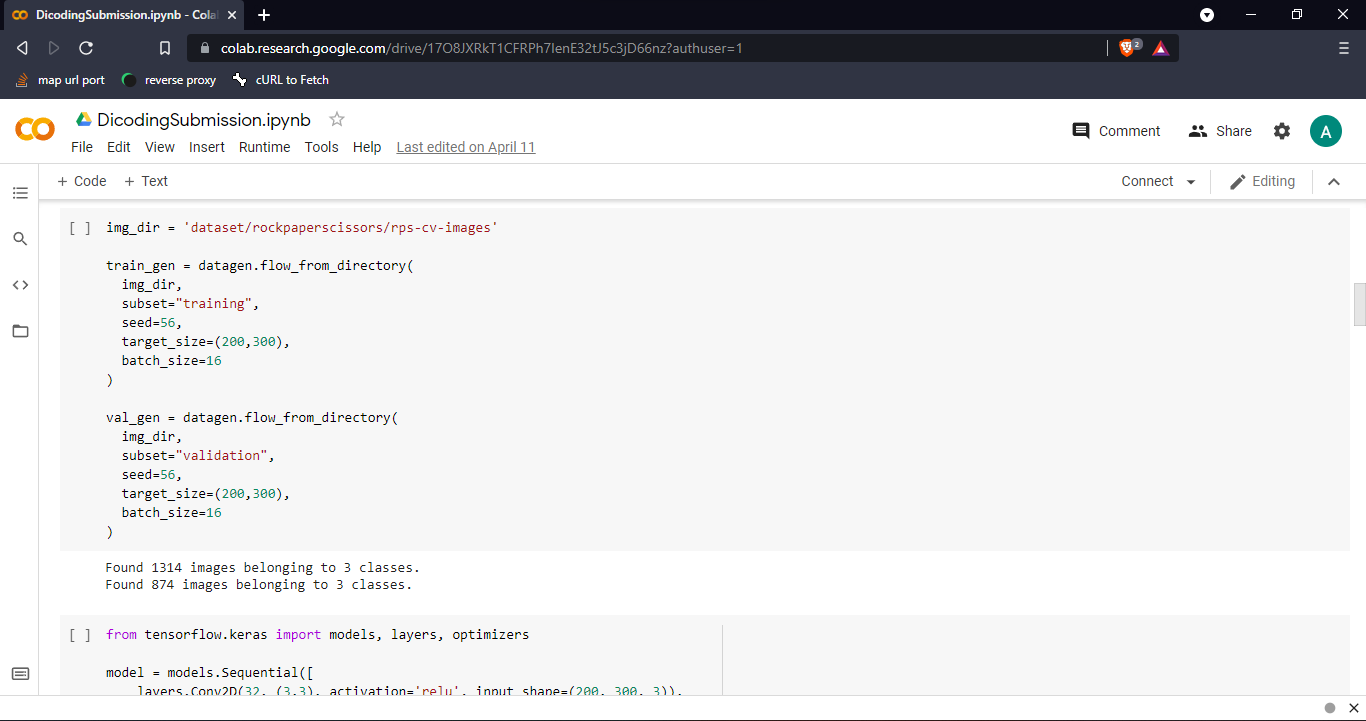 DicodingSubmission.ipynb - Cola
colab.research.google.com/drive/17O8JXRkT1CFRPh7IenE32tJ5c3jD66nz?authuser=1
2
map url port
reverse proxy
cURL to Fetch
DicodingSubmission.ipynb
Comment
Share
A
File Edit View Insert Runtime Tools Help Last edited on April 11
+ Code + Text
Connect
Editing
[ ] img_dir = 'dataset/rockpaperscissors/rps-cv-images'
train_gen = datagen.flow_from_directory(
img_dir,
subset="training",
seed=56,
target_size=(200,300),
batch_size=16
)
val_gen = datagen.flow_from_directory(
img_dir,
subset="validation",
seed=56,
target_size=(200,300),
batch_size=16
)
Found 1314 images belonging to 3 classes.
Found 874 images belonging to 3 classes.
[ ] from tensorflow.keras import models, layers, optimizers
model = models.Sequential([
layers.Conv2D(32, (3,3), activation='relu', input_shape=(200, 300, 3)),